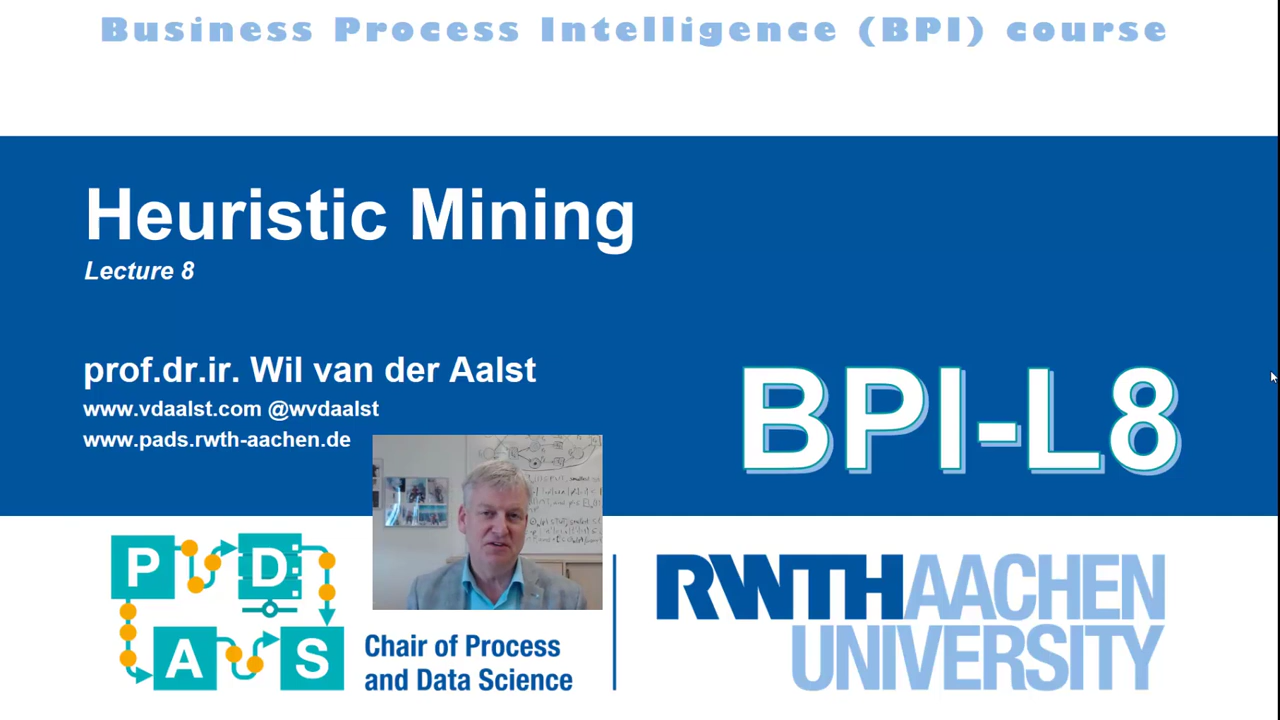 Business Process Intelligence (BPI) course
Heuristic Mining
Lecture 8
prof.dr.ir. Wil van der Aalst
www.vdaalst.com @wvdaalst
www.pads.rwth-aachen.de
BPI-L8
P D
A S
Chair of Process
and Data Science
RWTH AACHEN
UNIVERSITY